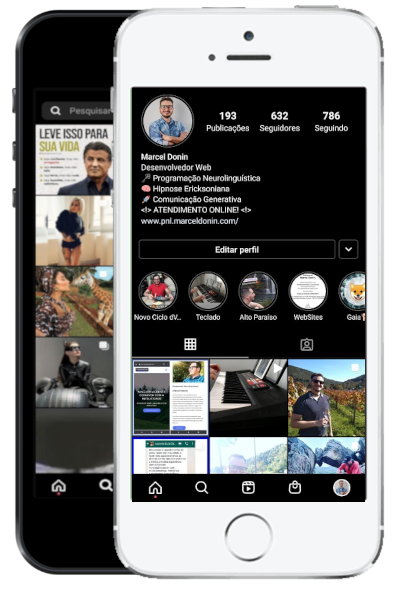 Pesquisar
LEVE ISSO PARA
SUA VIDA
193
Publicações
632
Seguidores
786
Seguindo
Marcel Donin
Desenvolvedor Web
Programação Neurolinguística
Hipnose Ericksoniana
Comunicação Generativa
<!> ATENDIMENTO ONLINE! <!>
www.pnl.marceldonin.com/
Editar perfil
Novo Ciclo dV...
Teclado
Alto Paraíso
WebSites
Gaia